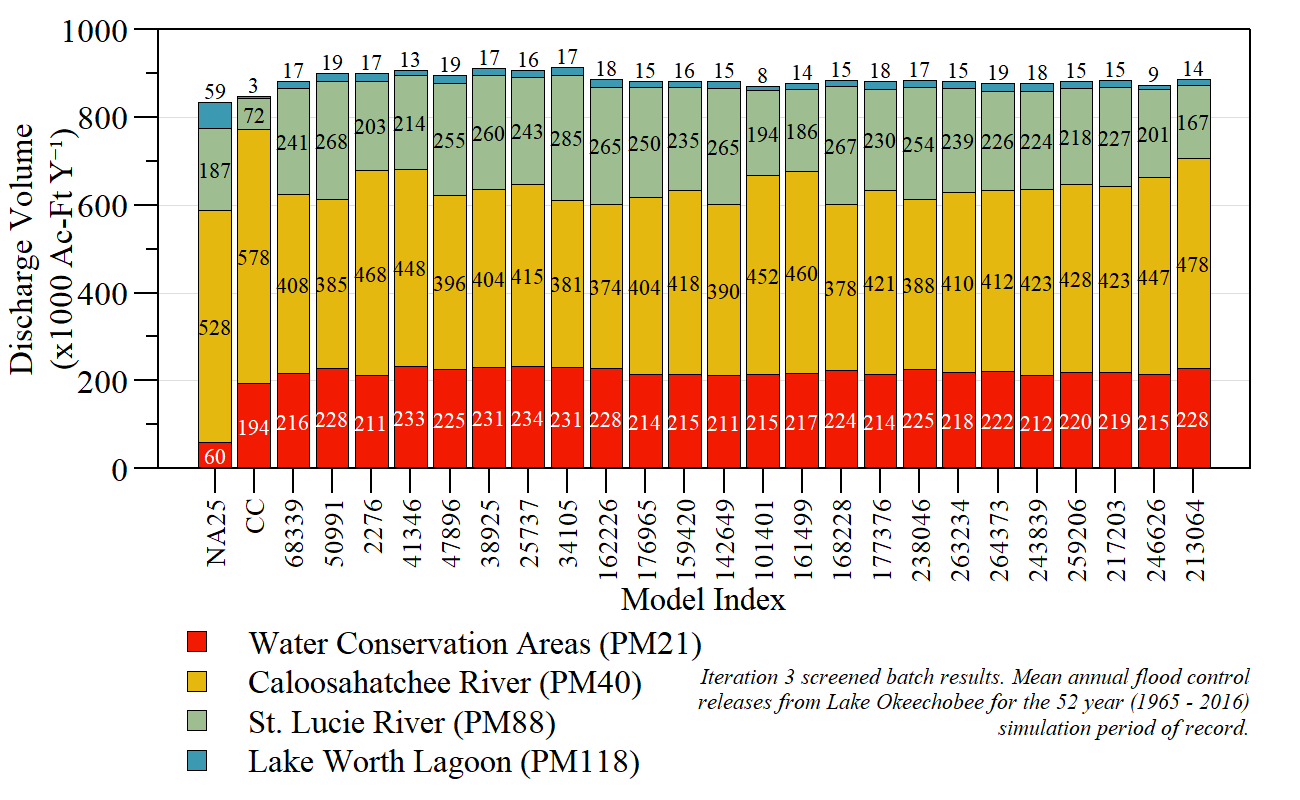 1000
800
600
400
200
0
Discharge Volume
(x1000 Ac-Ft Y⁻¹)
59 3 17 19 17 13 19 17 16 17 18 15 16 15 8 14 15 18 17 15 19 18 15 15 9 14
187 72 241 268 203 214 255 260 243 285 265 250 235 265 194 186 267 230 254 239 226 224 218 227 201 167
528 578 408 385 468 448 396 404 415 381 374 404 418 390 452 460 378 421 388 410 412 423 428 423 447 478
60 194 216 228 211 233 225 231 234 231 228 214 215 211 215 217 224 214 225 218 222 212 220 219 215 228
NA25 CC 68339 50991 2276 41346 47896 38925 25737 34105 162226 176965 159420 142649 101401 161499 168228 177376 238046 263234 264373 243839 259206 217203 246626 213064
Model Index
Water Conservation Areas (PM21)
Caloosahatchee River (PM40)
St. Lucie River (PM88)
Lake Worth Lagoon (PM118)
Iteration 3 screened batch results. Mean annual flood control
releases from Lake Okeechobee for the 52 year (1965 - 2016)
simulation period of record.